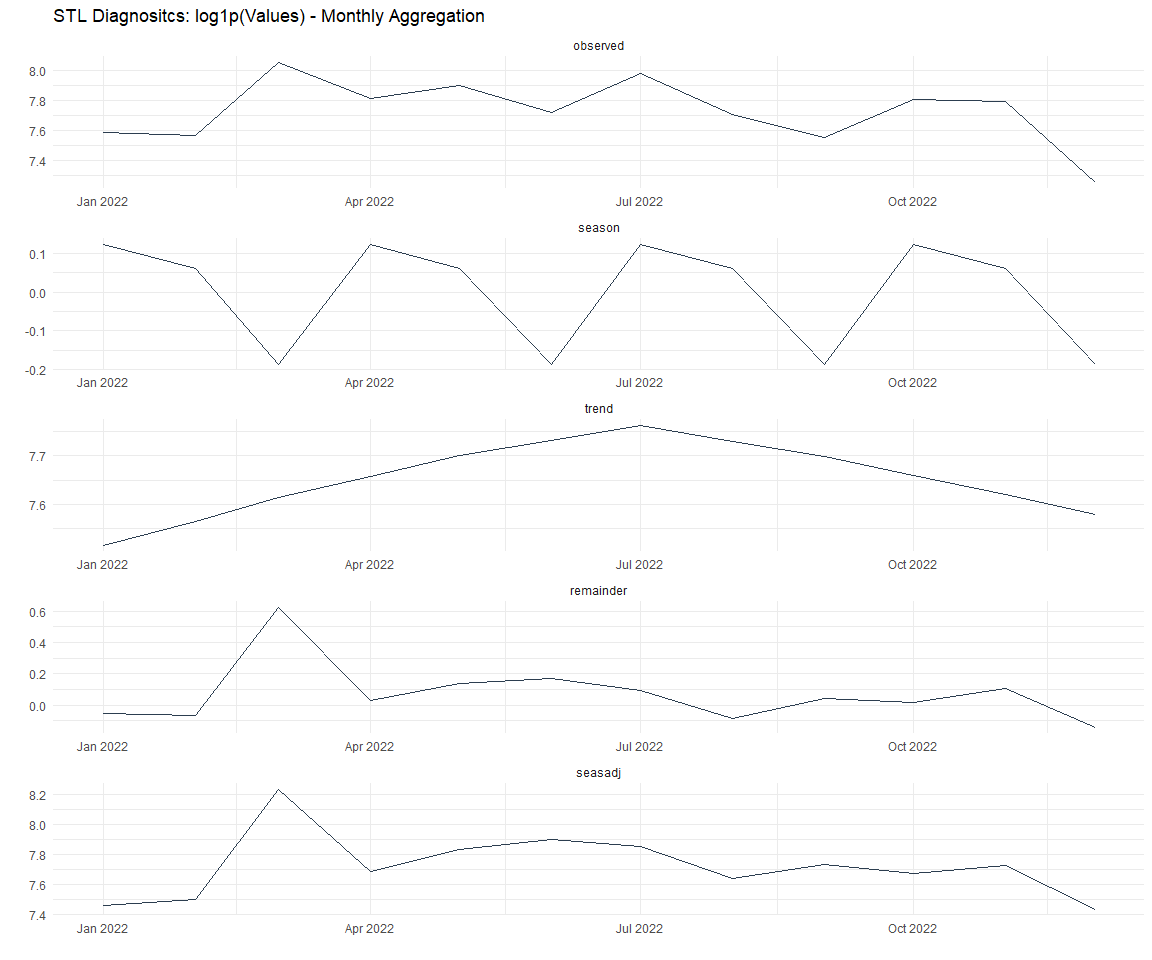 STL Diagnositcs: log1p(Values) - Monthly Aggregation
observed
8.0
7.8
7.6
7.4
Jan 2022 Apr 2022 Jul 2022 Oct 2022
season
0.1
0.0
-0.1
-0.2
Jan 2022 Apr 2022 Jul 2022 Oct 2022
trend
7.7
7.6
Jan 2022 Apr 2022 Jul 2022 Oct 2022
remainder
0.6
0.4
0.2
0.0
Jan 2022 Apr 2022 Jul 2022 Oct 2022
seasadj
8.2
8.0
7.8
7.6
7.4
Jan 2022 Apr 2022 Jul 2022 Oct 2022